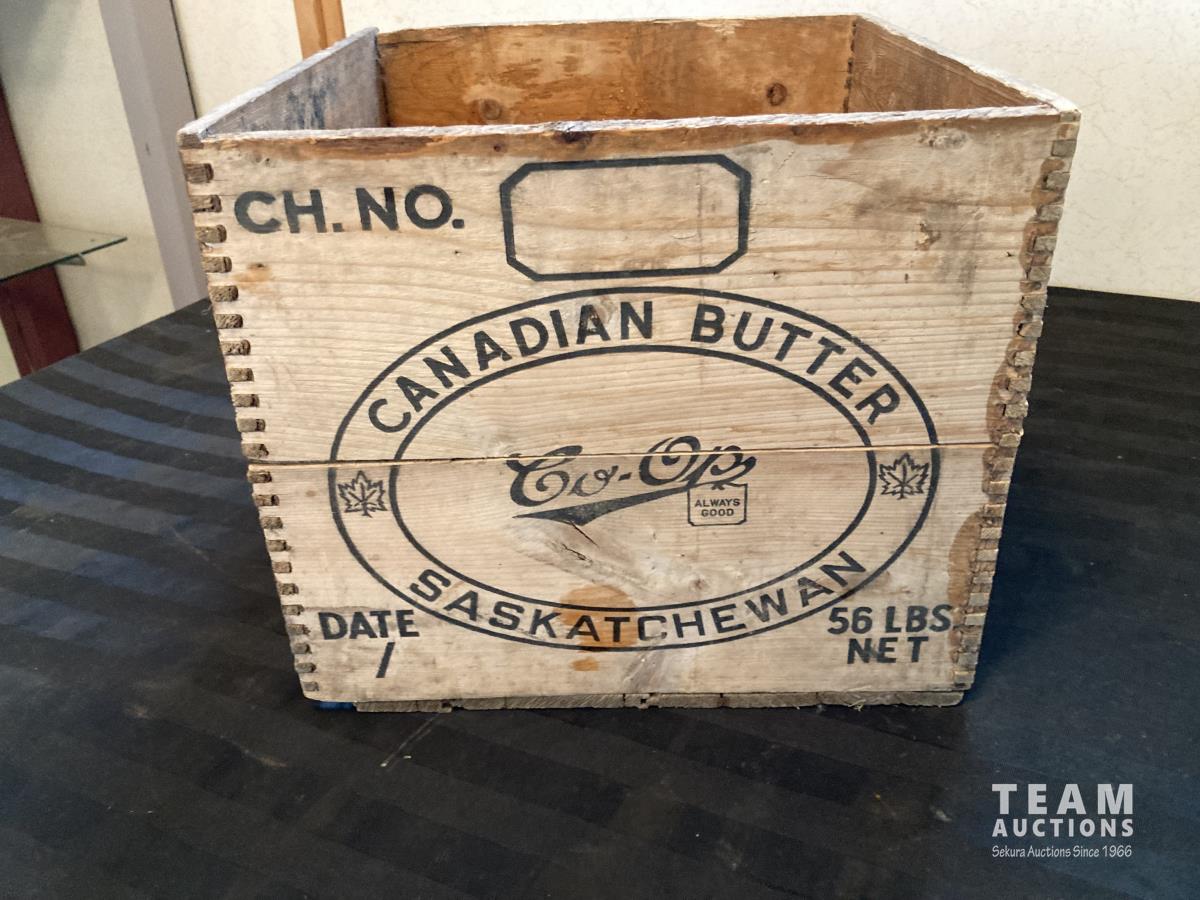 CH. NO.
CANADIAN BUTTER
Co-Op
ALWAYS
GOOD
SASKATCHEWAN
DATE
/
56 LBS
NET
TEAM
AUCTIONS
Sekura Auctions Since 1966